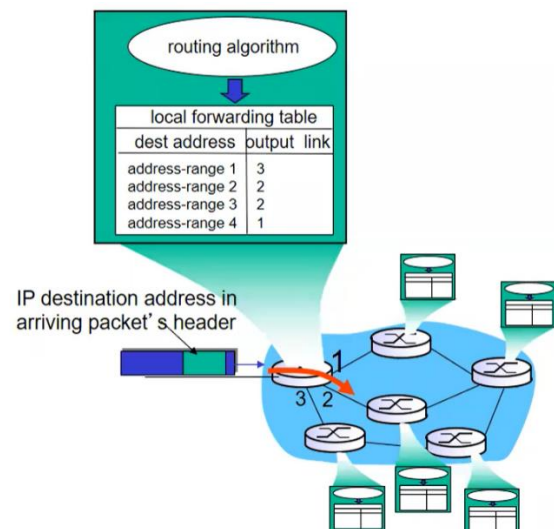 routing algorithm
local forwarding table
dest address output link
address-range 1 3
address-range 2 2
address-range 3 2
address-range 4 1
IP destination address in
arriving packet’s header
1
3 2